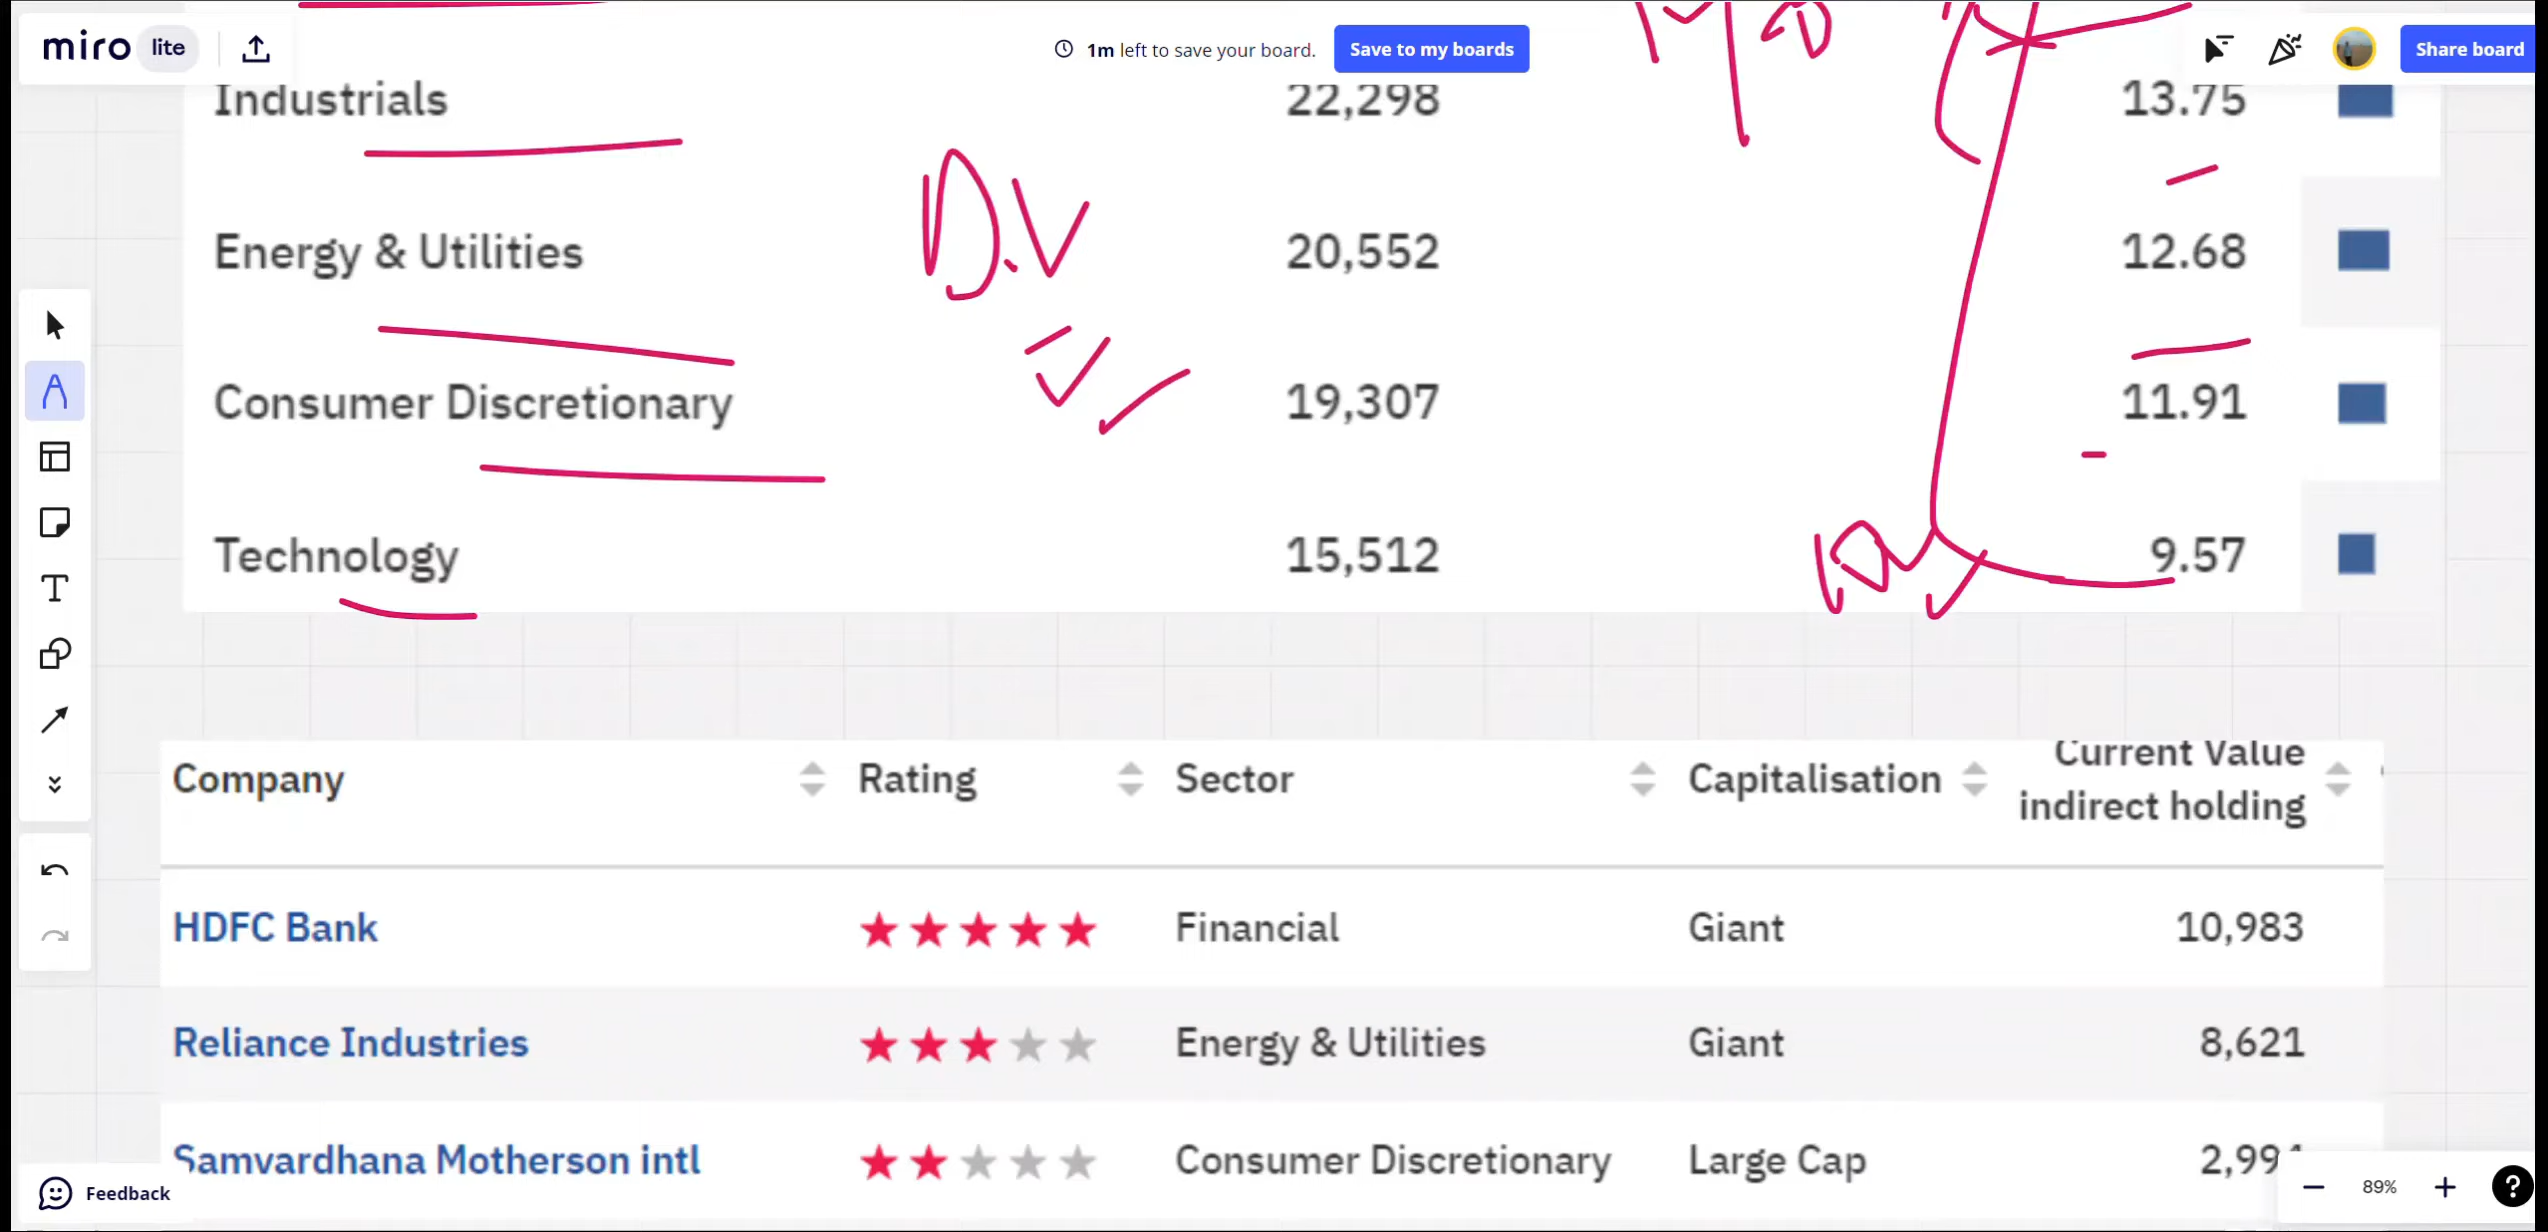 miro lite
1m left to save your board. Save to my boards
Share board
Industrials 22,298 13.75
Energy & Utilities 20,552 12.68
D.V
Consumer Discretionary 19,307 11.91
Technology 15,512 9.57
Company Rating Sector Capitalisation Current Value indirect holding
HDFC Bank Financial Giant 10,983
Reliance Industries Energy & Utilities Giant 8,621
Samvardhana Motherson intl Consumer Discretionary Large Cap
Feedback
89%